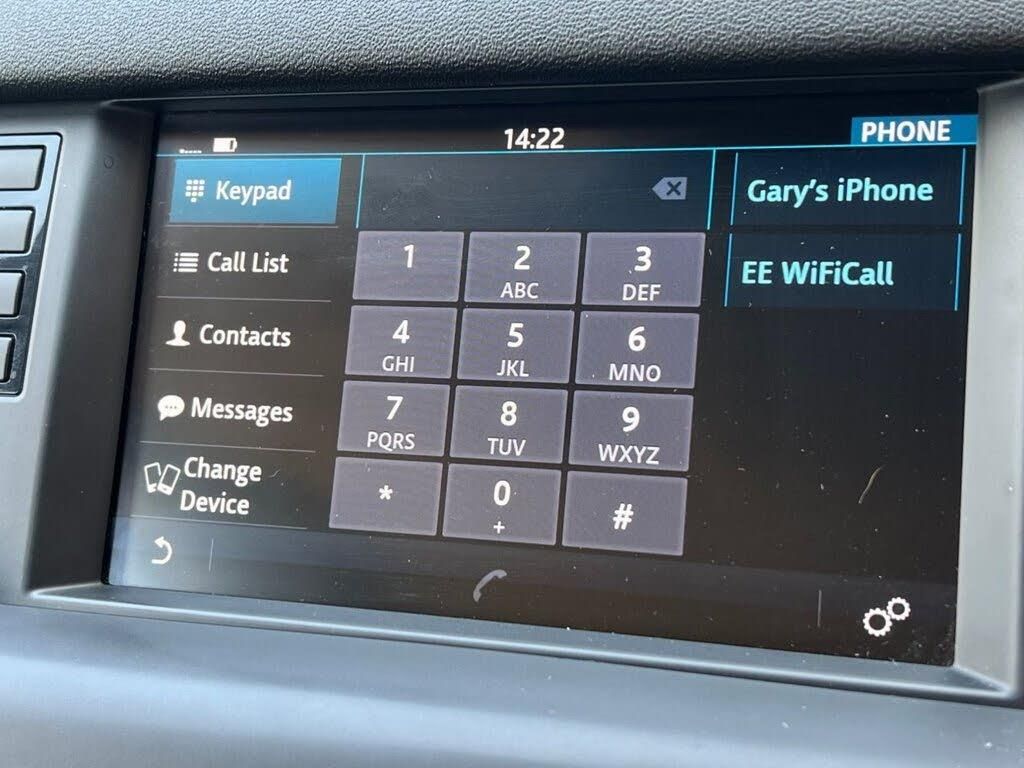 14:22
PHONE
Keypad
Call List
Contacts
Messages
Change
Device
1
2
ABC
3
DEF
4
GHI
5
JKL
6
MNO
7
PQRS
8
TUV
9
WXYZ
*
0
+
#
Gary's iPhone
EE WiFiCall